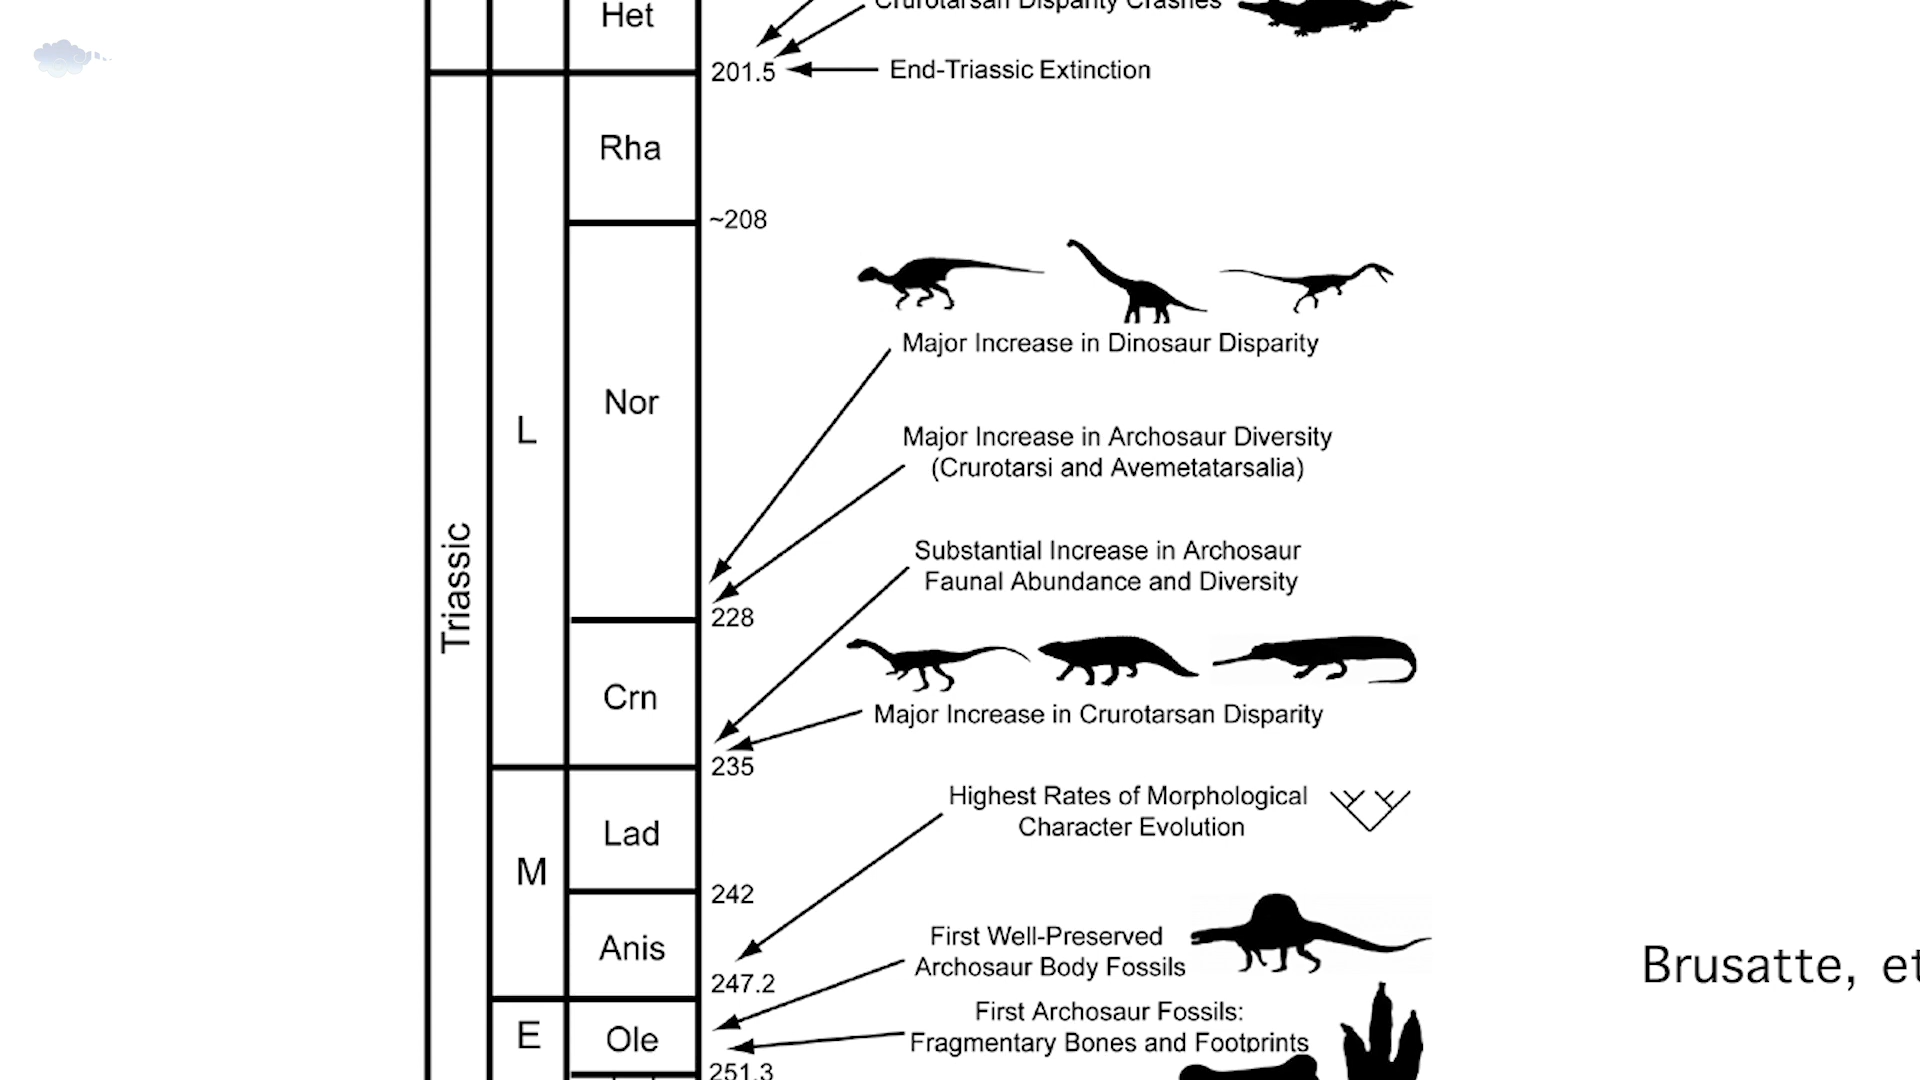 Het
Crurotarsan Disparity Crashes
201.5
End-Triassic Extinction
Rha
~208
Nor
Major Increase in Dinosaur Disparity
L
Major Increase in Archosaur Diversity
(Crurotarsi and Avemetatarsalia)
Triassic
Substantial Increase in Archosaur
Faunal Abundance and Diversity
228
Crn
Major Increase in Crurotarsan Disparity
235
Highest Rates of Morphological
Character Evolution
Lad
M
242
Anis
First Well-Preserved
Archosaur Body Fossils
247.2
Brusatte, et
E
Ole
First Archosaur Fossils:
Fragmentary Bones and Footprints
251.3